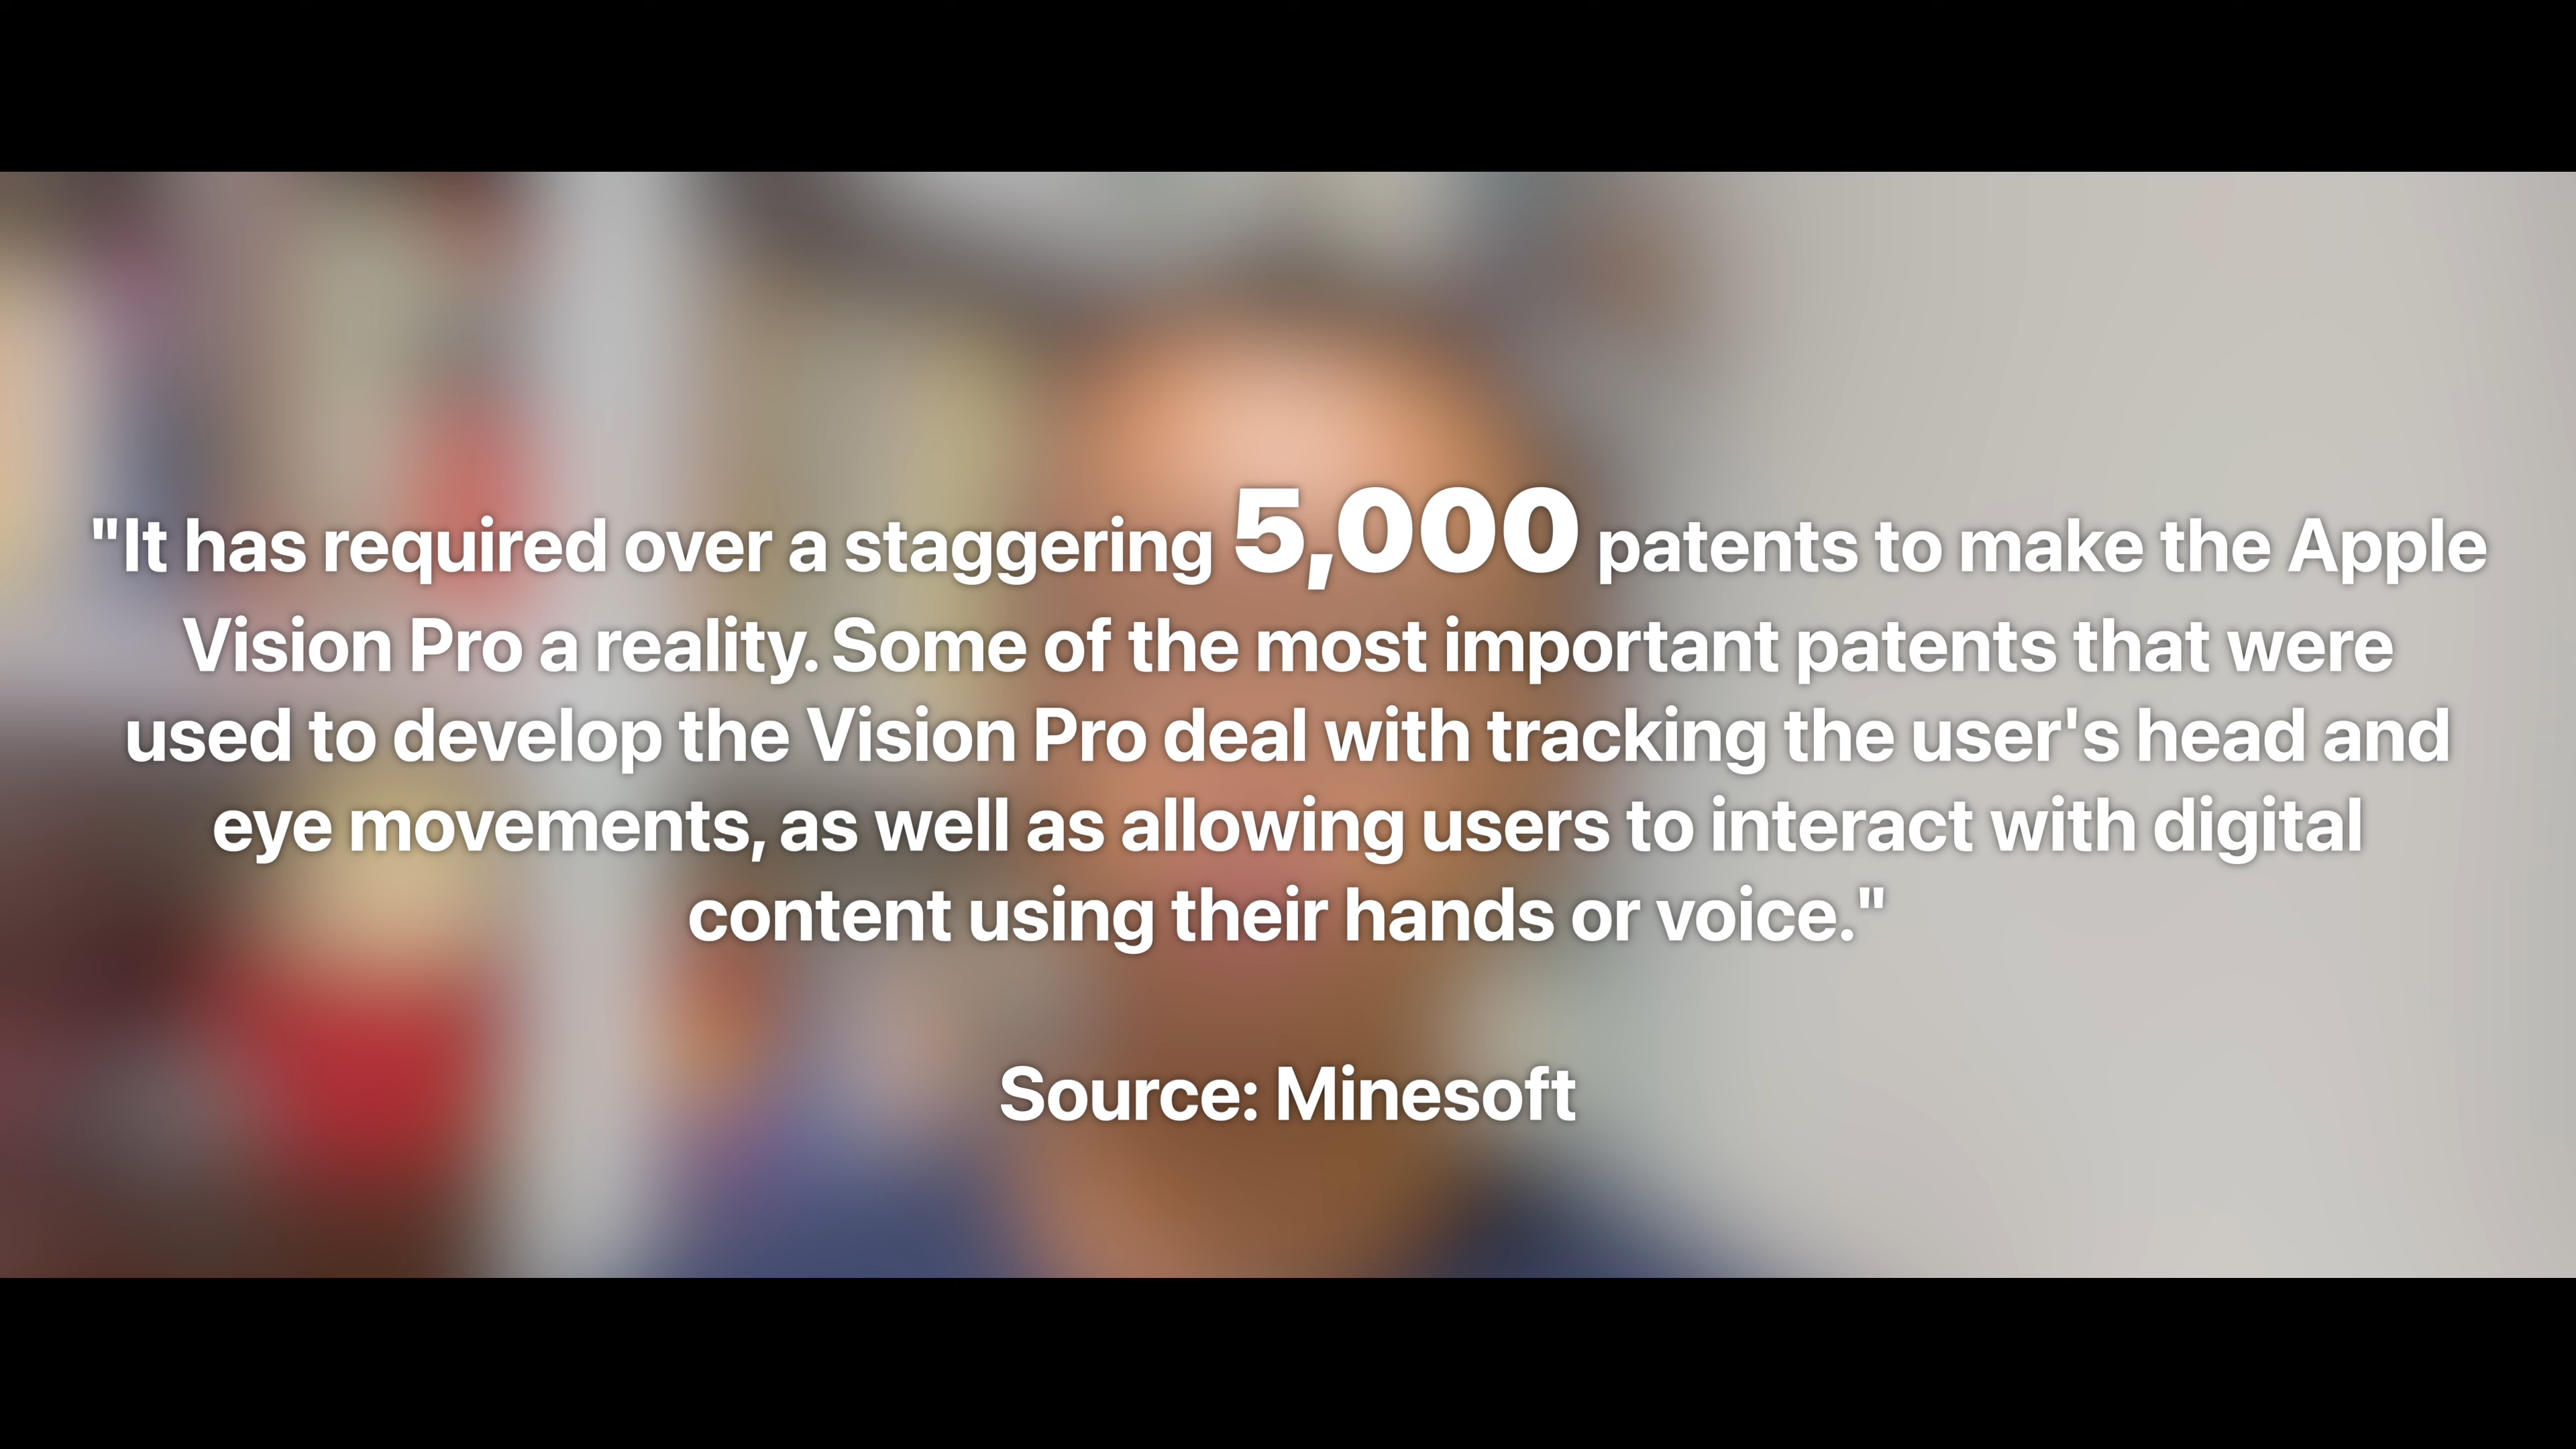 "It has required over a staggering 5,000 patents to make the Apple
Vision Pro a reality. Some of the most important patents that were
used to develop the Vision Pro deal with tracking the user's head and
eye movements, as well as allowing users to interact with digital
content using their hands or voice."
Source: Minesoft